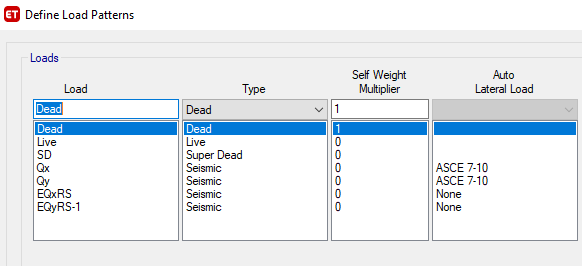 ET Define Load Patterns
Loads
Self Weight Auto
Load Type Multiplier Lateral Load
Dead Dead 1
Dead Dead 1
Live Live 0
SD Super Dead 0
Qx Seismic 0 ASCE 7-10
Qy Seismic 0 ASCE 7-10
EQxRS Seismic 0 None
EQyRS-1 Seismic 0 None